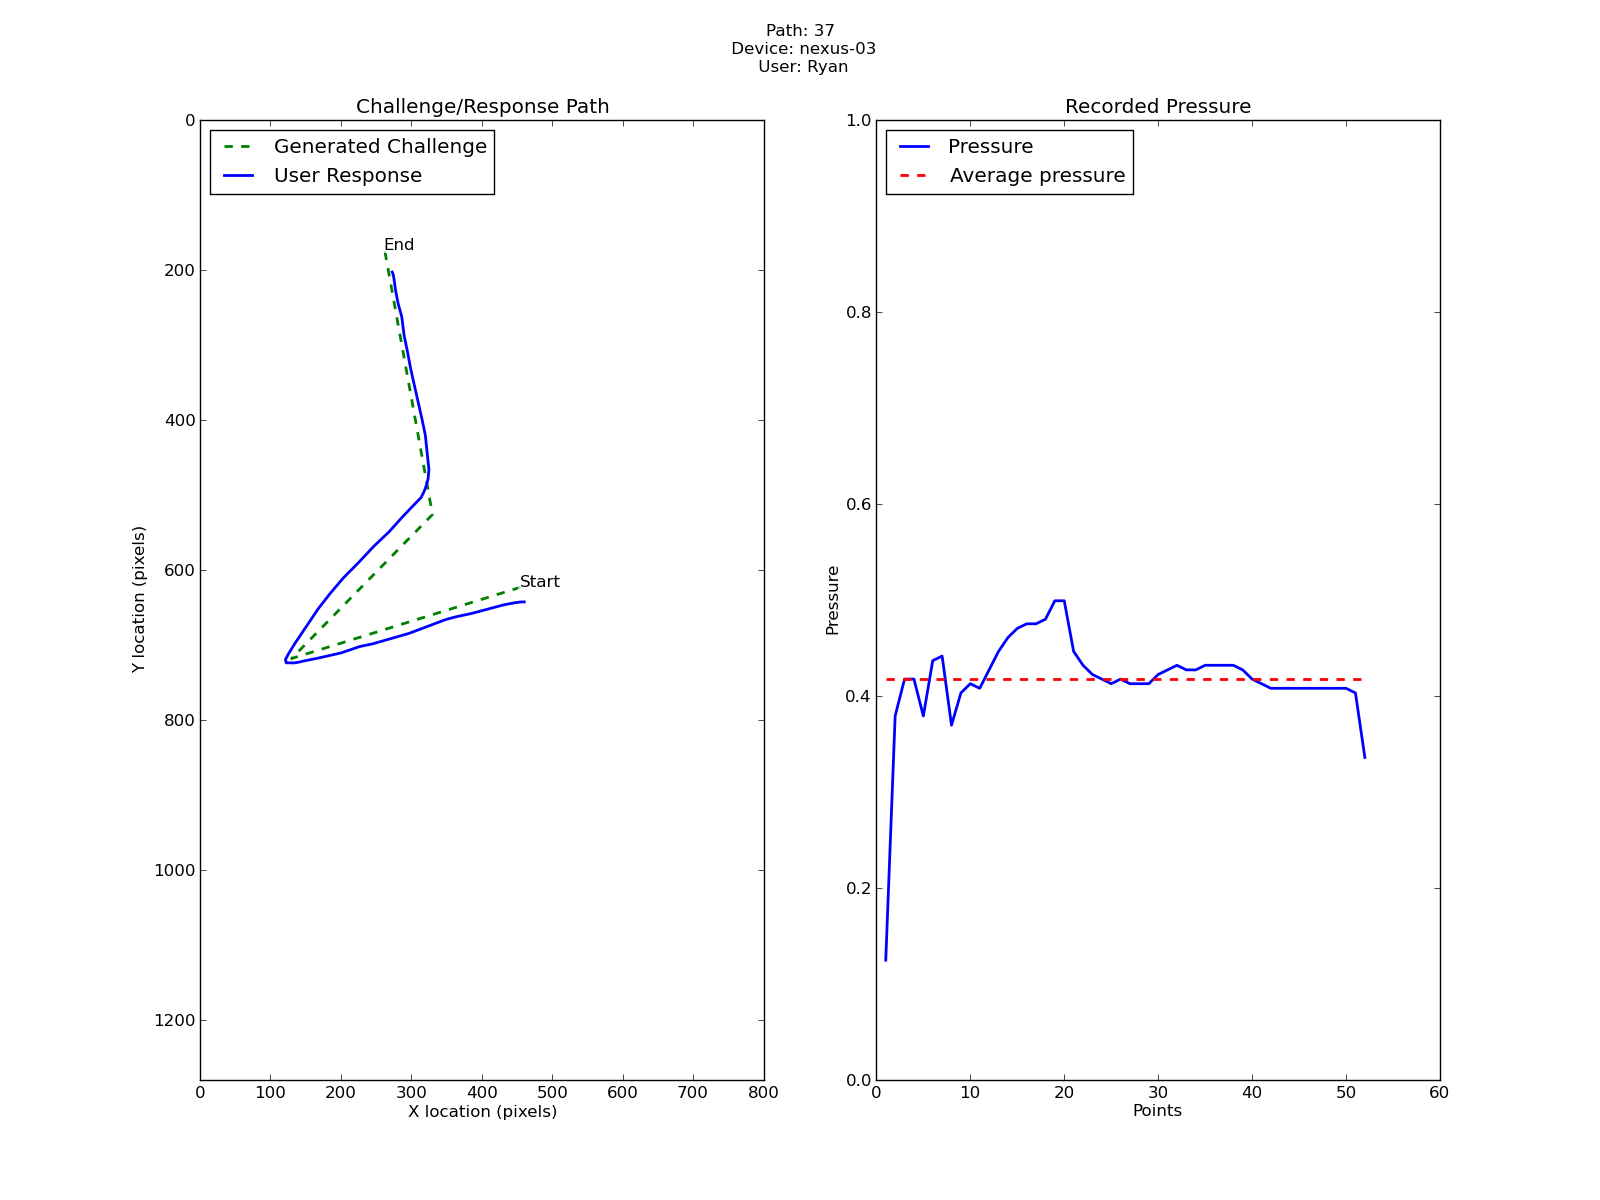 Path: 37
Device: nexus-03
User: Ryan
Challenge/Response Path
Generated Challenge
User Response
End
Start
0
200
400
600
800
1000
1200
Y location (pixels)
0 100 200 300 400 500 600 700 800
X location (pixels)
Recorded Pressure
Pressure
Average pressure
1.0
0.8
0.6
0.4
0.2
0.0
Pressure
0 10 20 30 40 50 60
Points